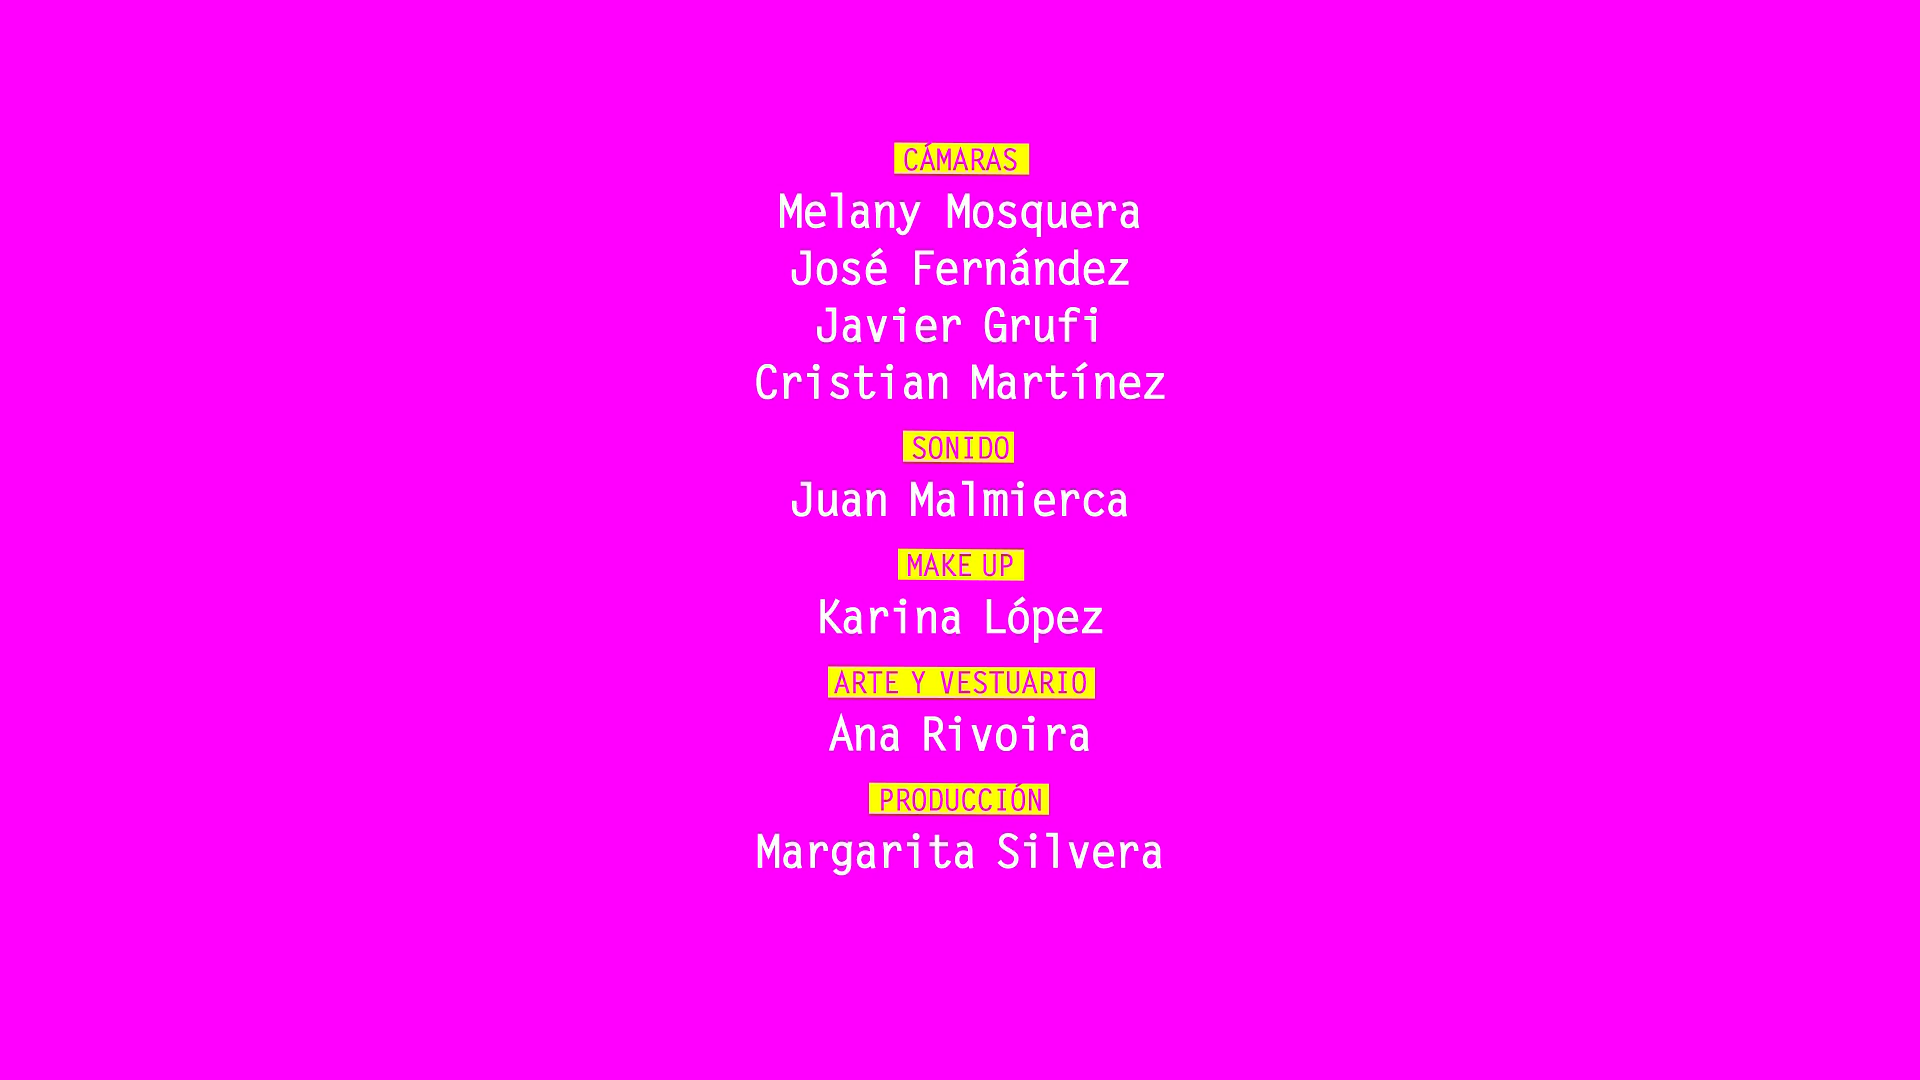 CÁMARAS
Melany Mosquera
José Fernández
Javier Grufi
Cristian Martínez
SONIDO
Juan Malmierca
MAKE UP
Karina López
ARTE Y VESTUARIO
Ana Rivoira
PRODUCCIÓN
Margarita Silvera